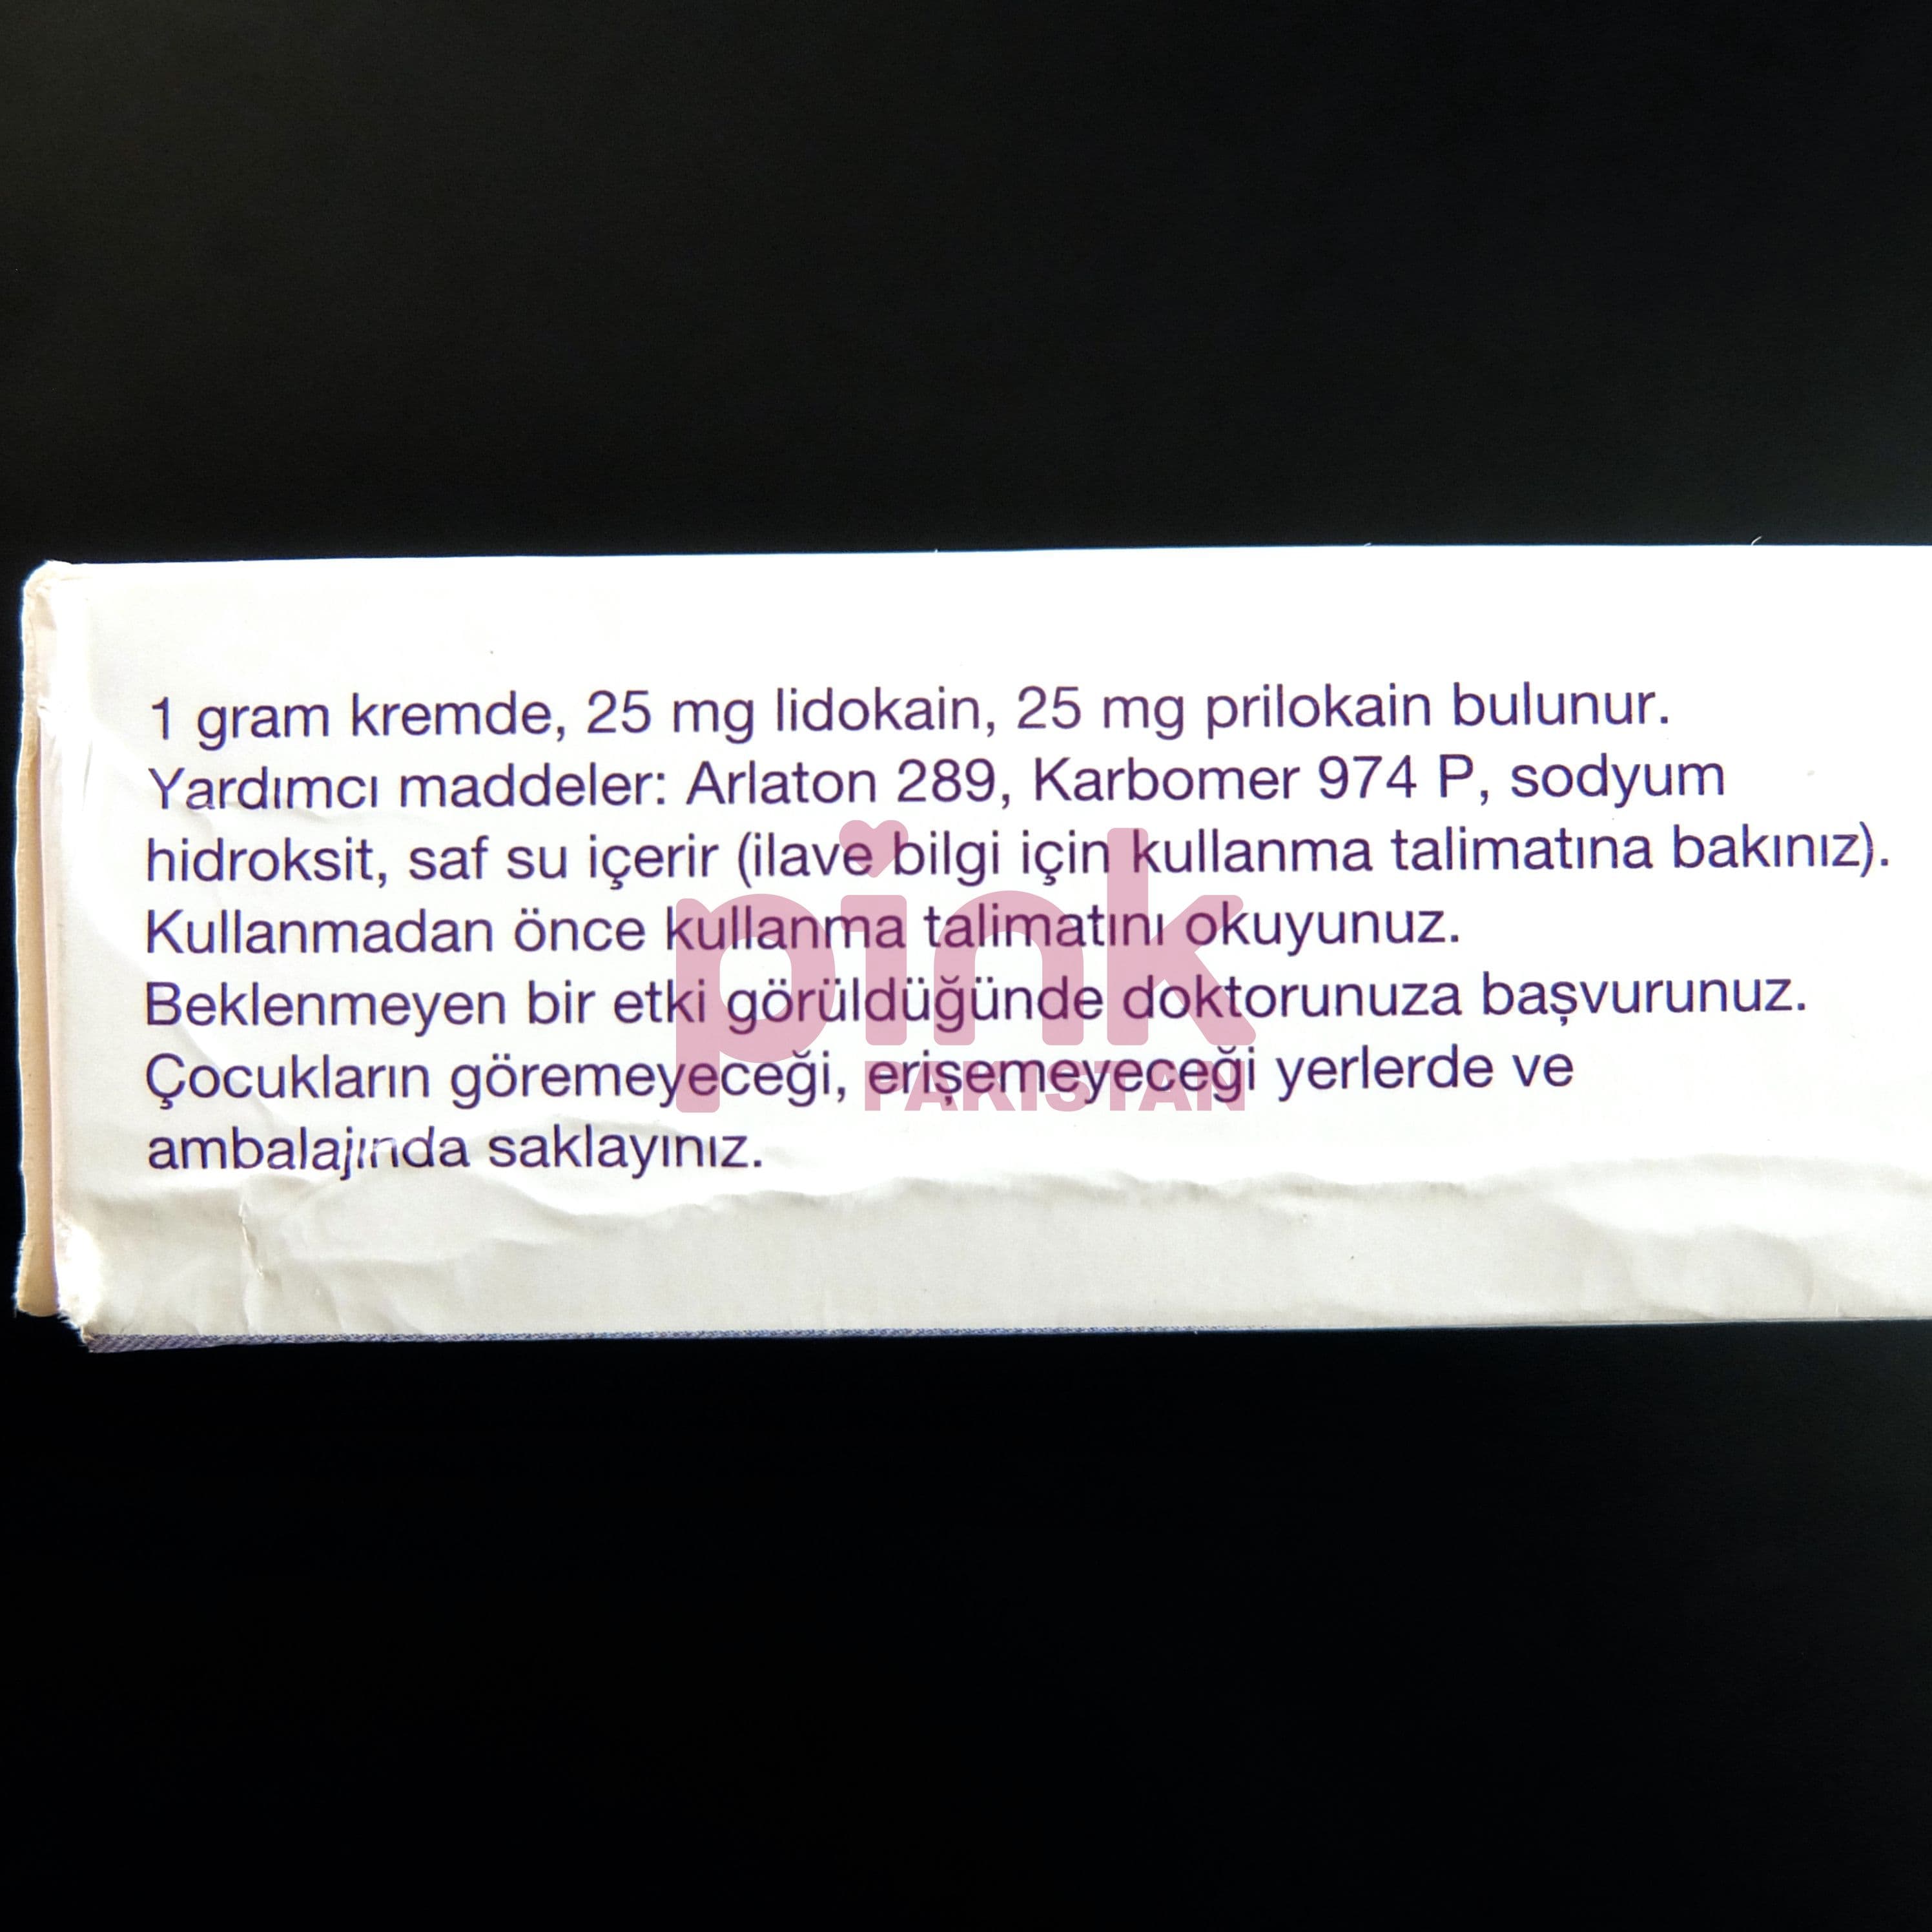 1 gram kremde, 25 mg lidokain, 25 mg prilokain bulunur.
Yardımcı maddeler: Arlaton 289, Karbomer 974 P, sodyum
hidroksit, saf su içerir (ilave bilgi için kullanma talimatına bakınız).
Kullanmadan önce kullanma talimatını okuyunuz.
Beklenmeyen bir etki görüldüğünde doktorunuza başvurunuz.
Çocukların göremeyeceği, erişemeyeceği yerlerde ve
ambalajında saklayınız.
pink
PAKISTAN